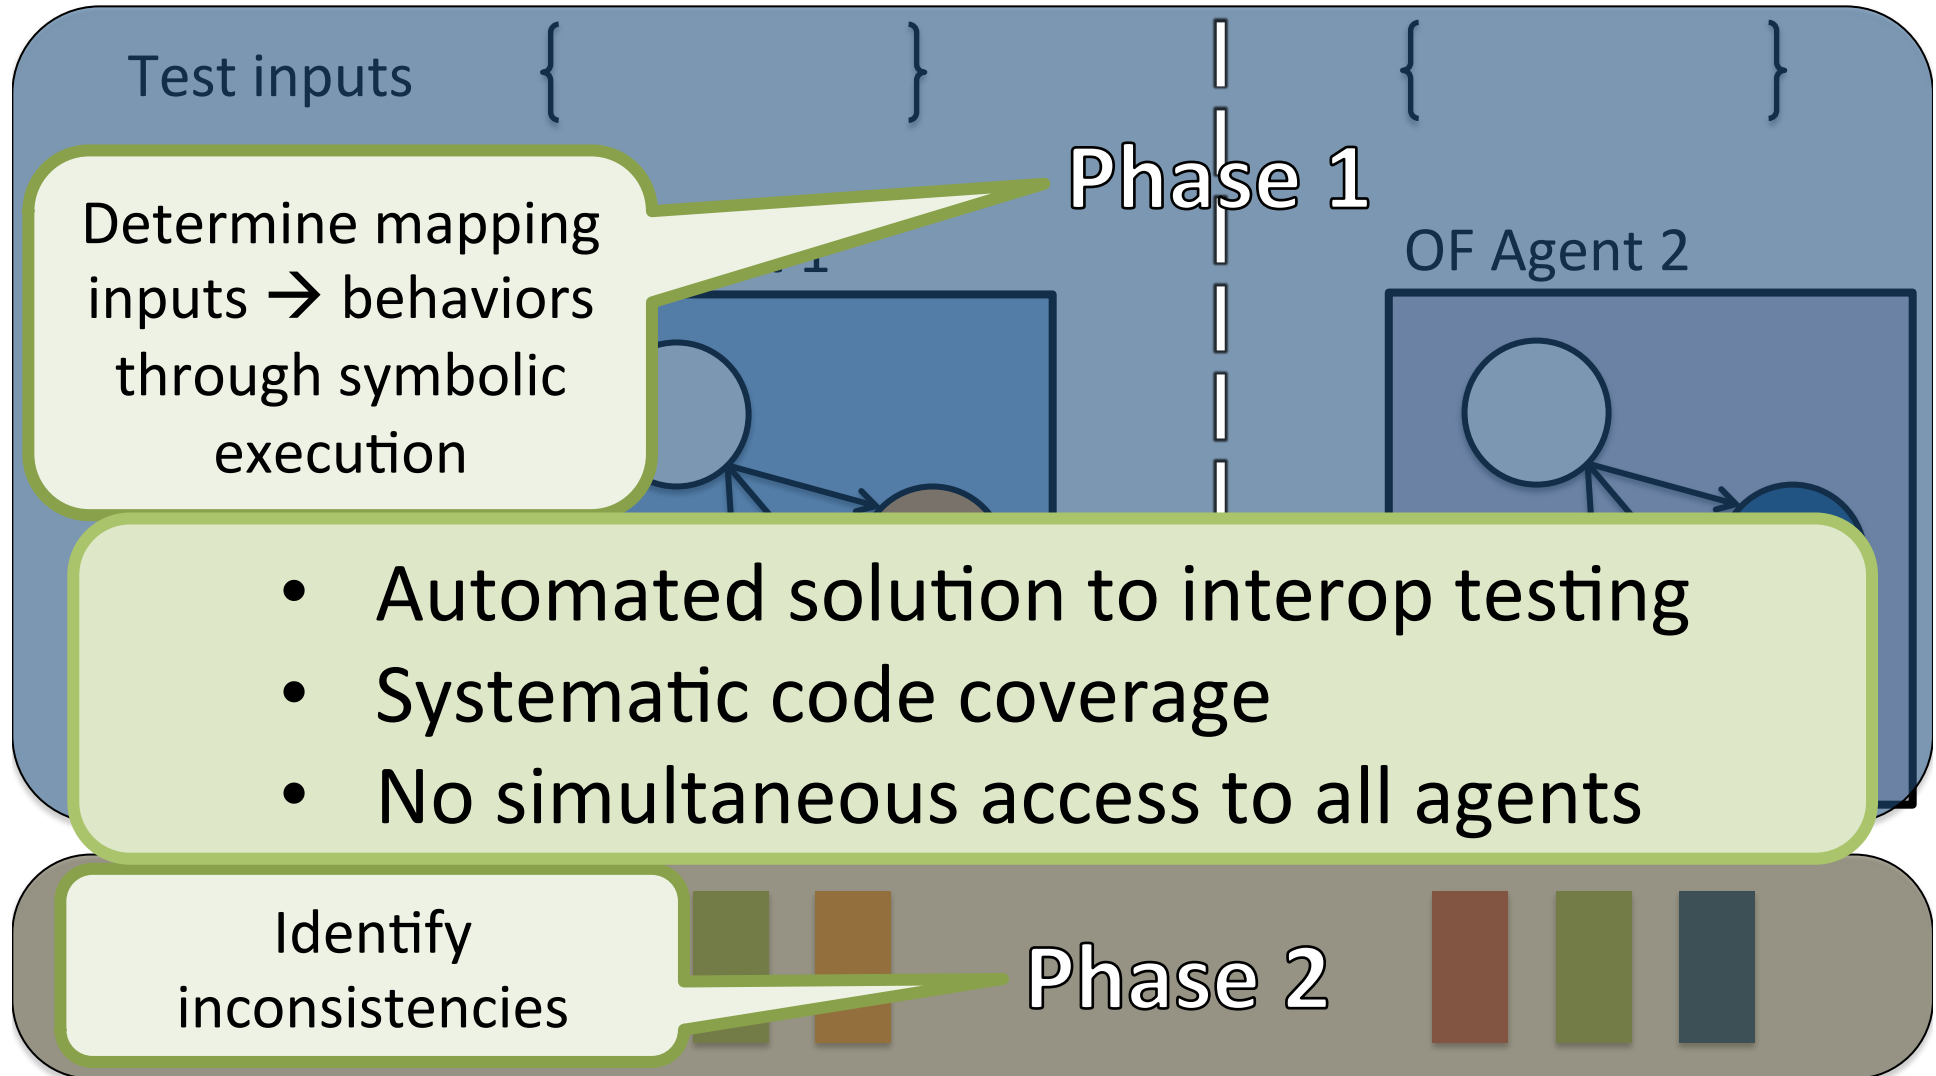 Test inputs { } { }
Phase 1
Determine mapping
inputs → behaviors
through symbolic
execution
1
OF Agent 2
• Automated solution to interop testing
• Systematic code coverage
• No simultaneous access to all agents
Identify
inconsistencies
Phase 2